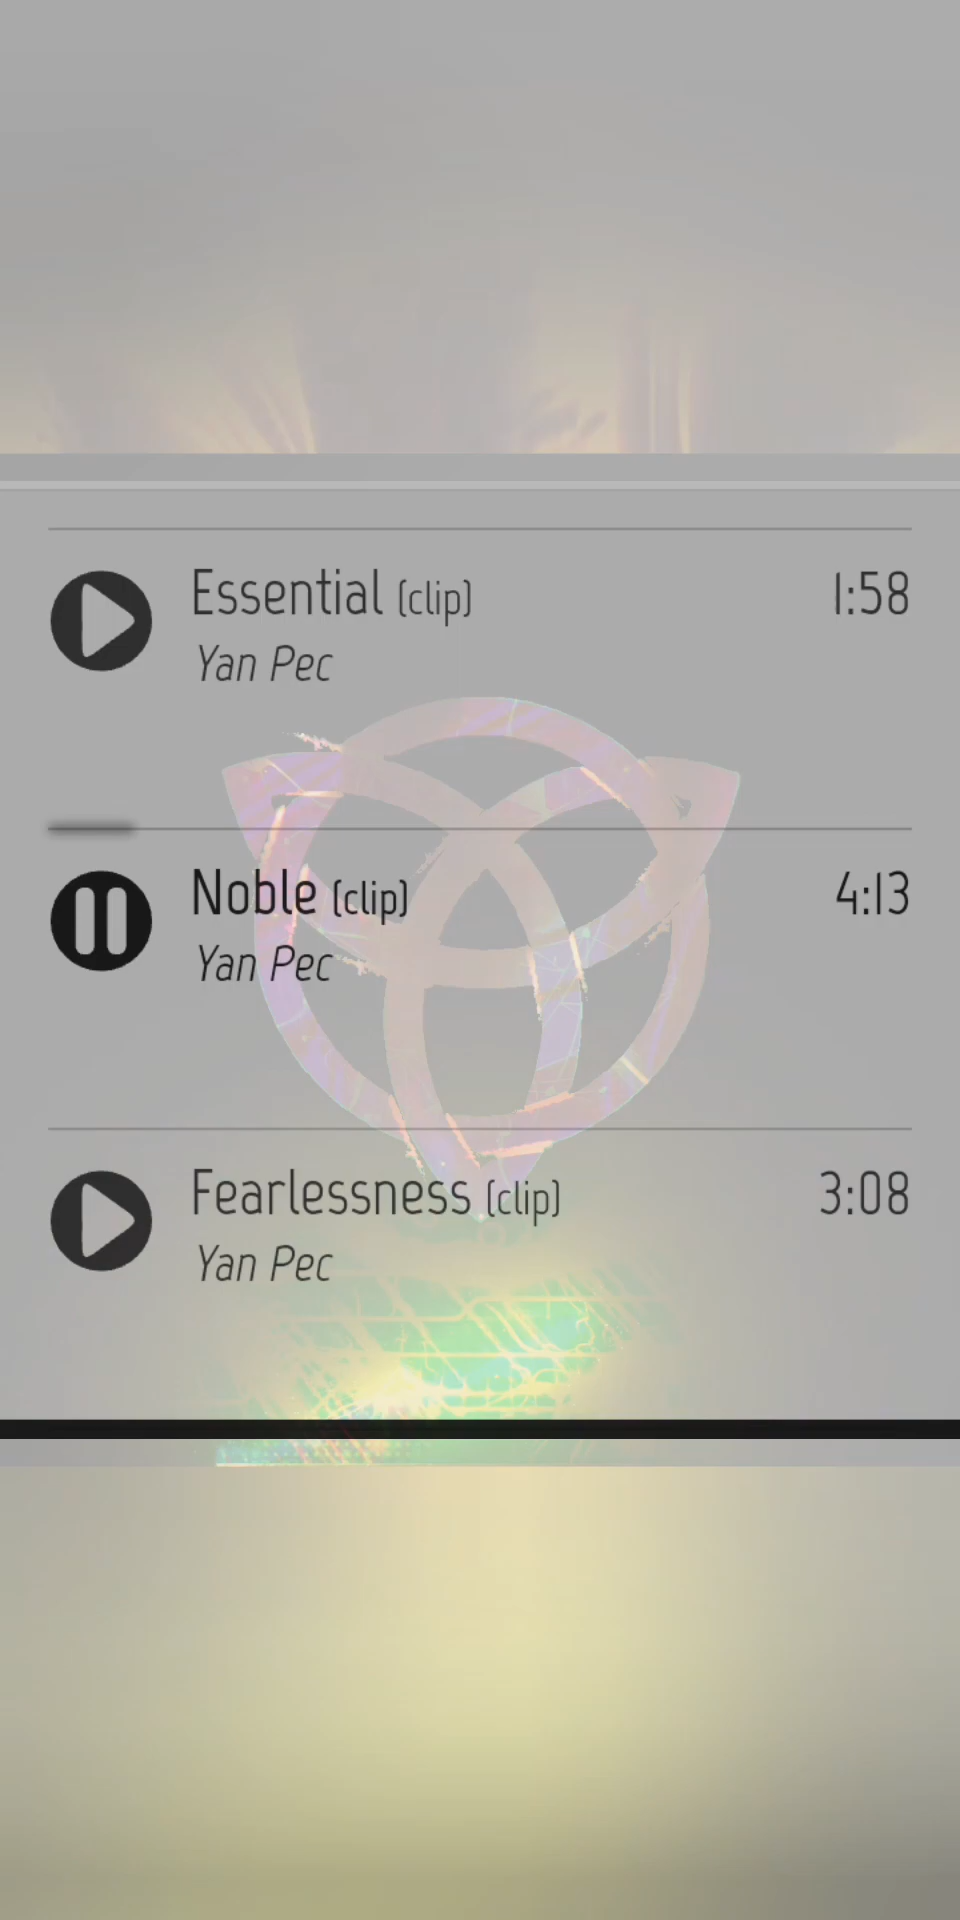 Essential (clip) 1:58
Yan Pec
Noble (clip) 4:13
Yan Pec
Fearlessness (clip) 3:08
Yan Pec